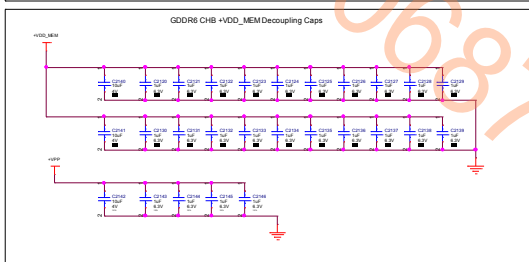 GDDR6 CHB +VDD_MEM Decoupling Caps
+VDD_MEM
C2140 C2120 C2121 C2122 C2123 C2124 C2125 C2126 C2127 C2128 C2129
10uF 1uF 1uF 1uF 1uF 1uF 1uF 1uF 1uF 1uF 1uF
4V 6.3V 6.3V 6.3V 6.3V 6.3V 6.3V 6.3V 6.3V 6.3V 6.3V
C2141 C2130 C2131 C2132 C2133 C2134 C2135 C2136 C2137 C2138 C2139
10uF 1uF 1uF 1uF 1uF 1uF 1uF 1uF 1uF 1uF 1uF
4V 6.3V 6.3V 6.3V 6.3V 6.3V 6.3V 6.3V 6.3V 6.3V 6.3V
+VPP
C2142 C2143 C2144 C2145 C2146
10uF 1uF 1uF 1uF 1uF
4V 6.3V 6.3V 6.3V 6.3V